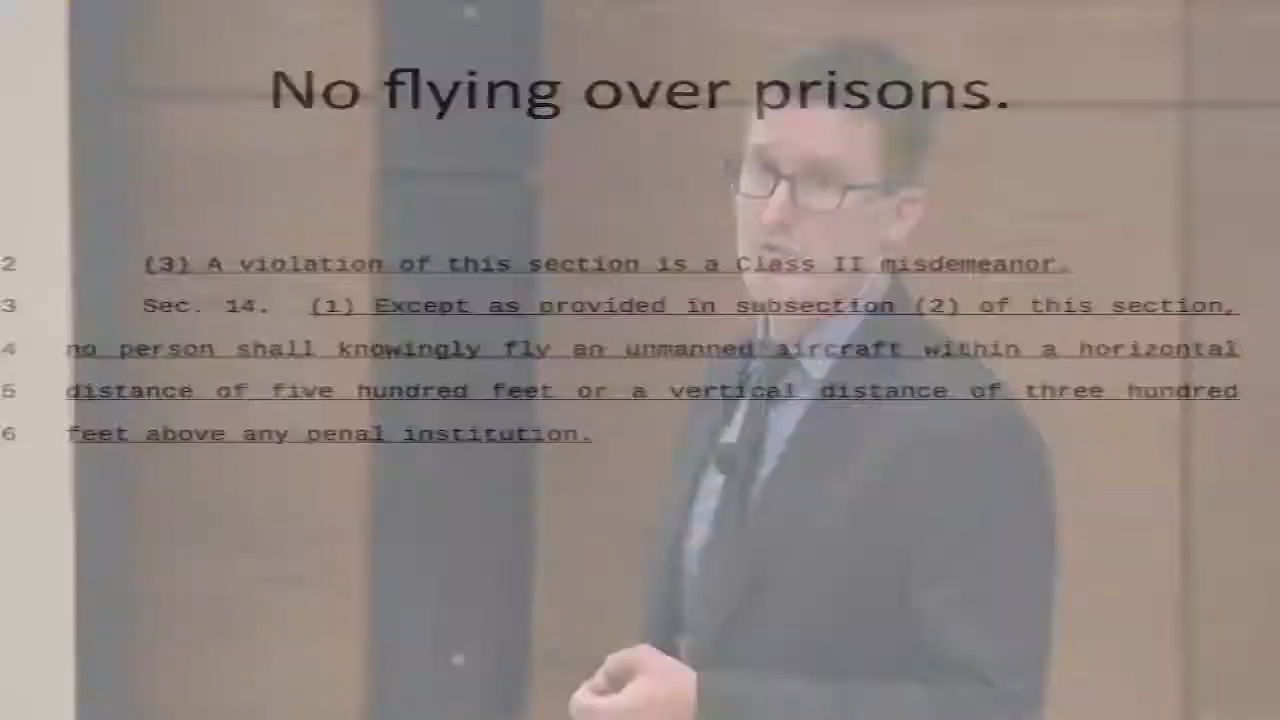 No flying over prisons.
2 (3) A violation of this section is a Class II misdemeanor.
3 Sec. 14. (1) Except as provided in subsection (2) of this section,
4 no person shall knowingly fly an unmanned aircraft within a horizontal
5 distance of five hundred feet or a vertical distance of three hundred
6 feet above any penal institution.